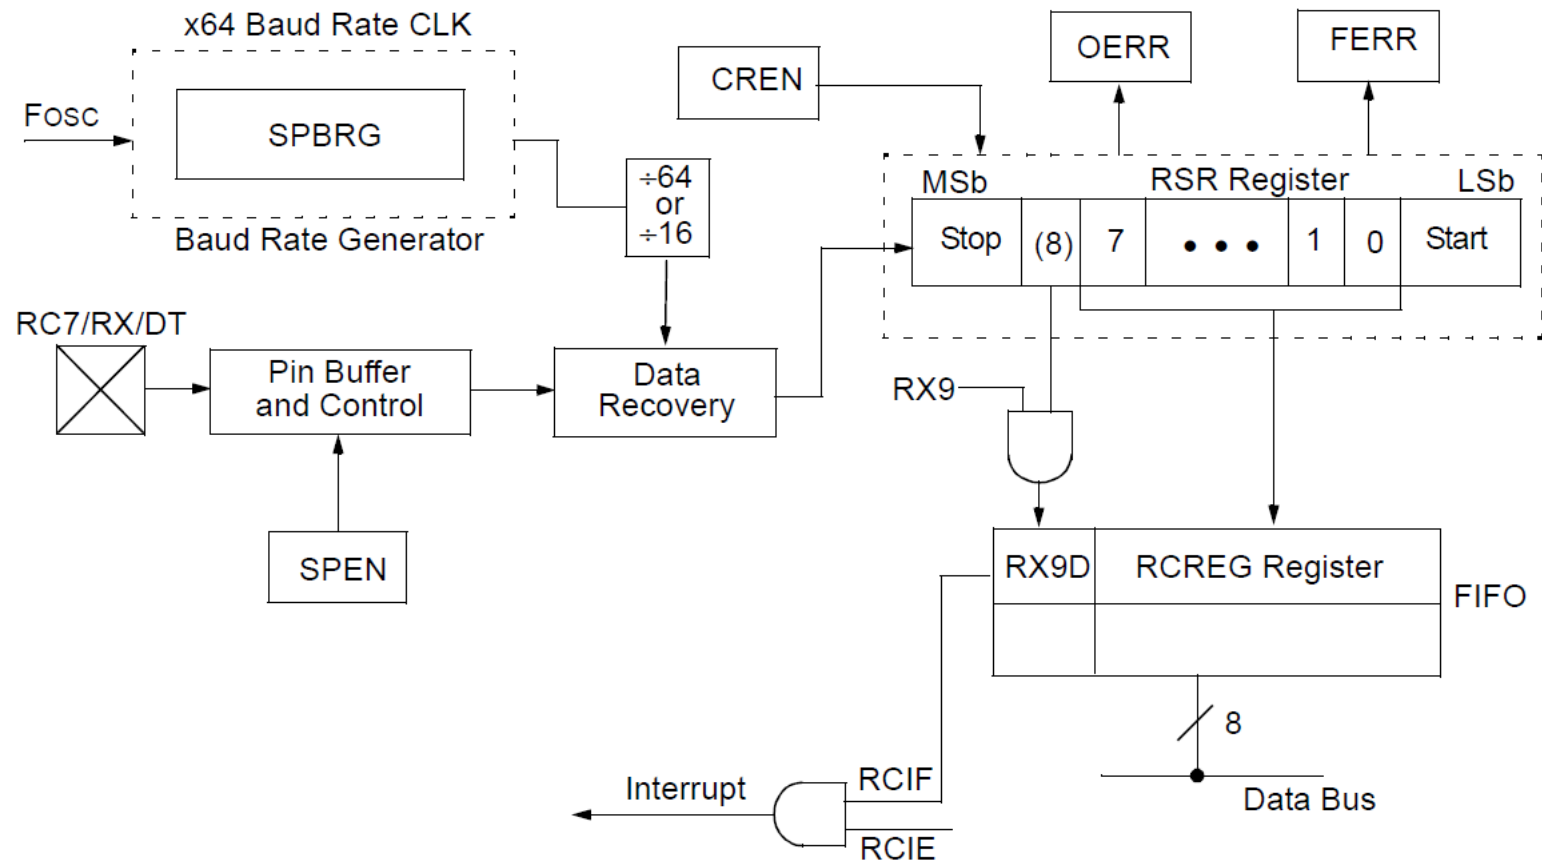 x64 Baud Rate CLK
FOSC
SPBRG
Baud Rate Generator
÷64
or
÷16
CREN
OERR
FERR
MSb
RSR Register
LSb
Stop
(8)
7
• • •
1
0
Start
RC7/RX/DT
Pin Buffer
and Control
Data
Recovery
SPEN
RX9
RX9D
RCREG Register
FIFO
8
Data Bus
Interrupt
RCIF
RCIE